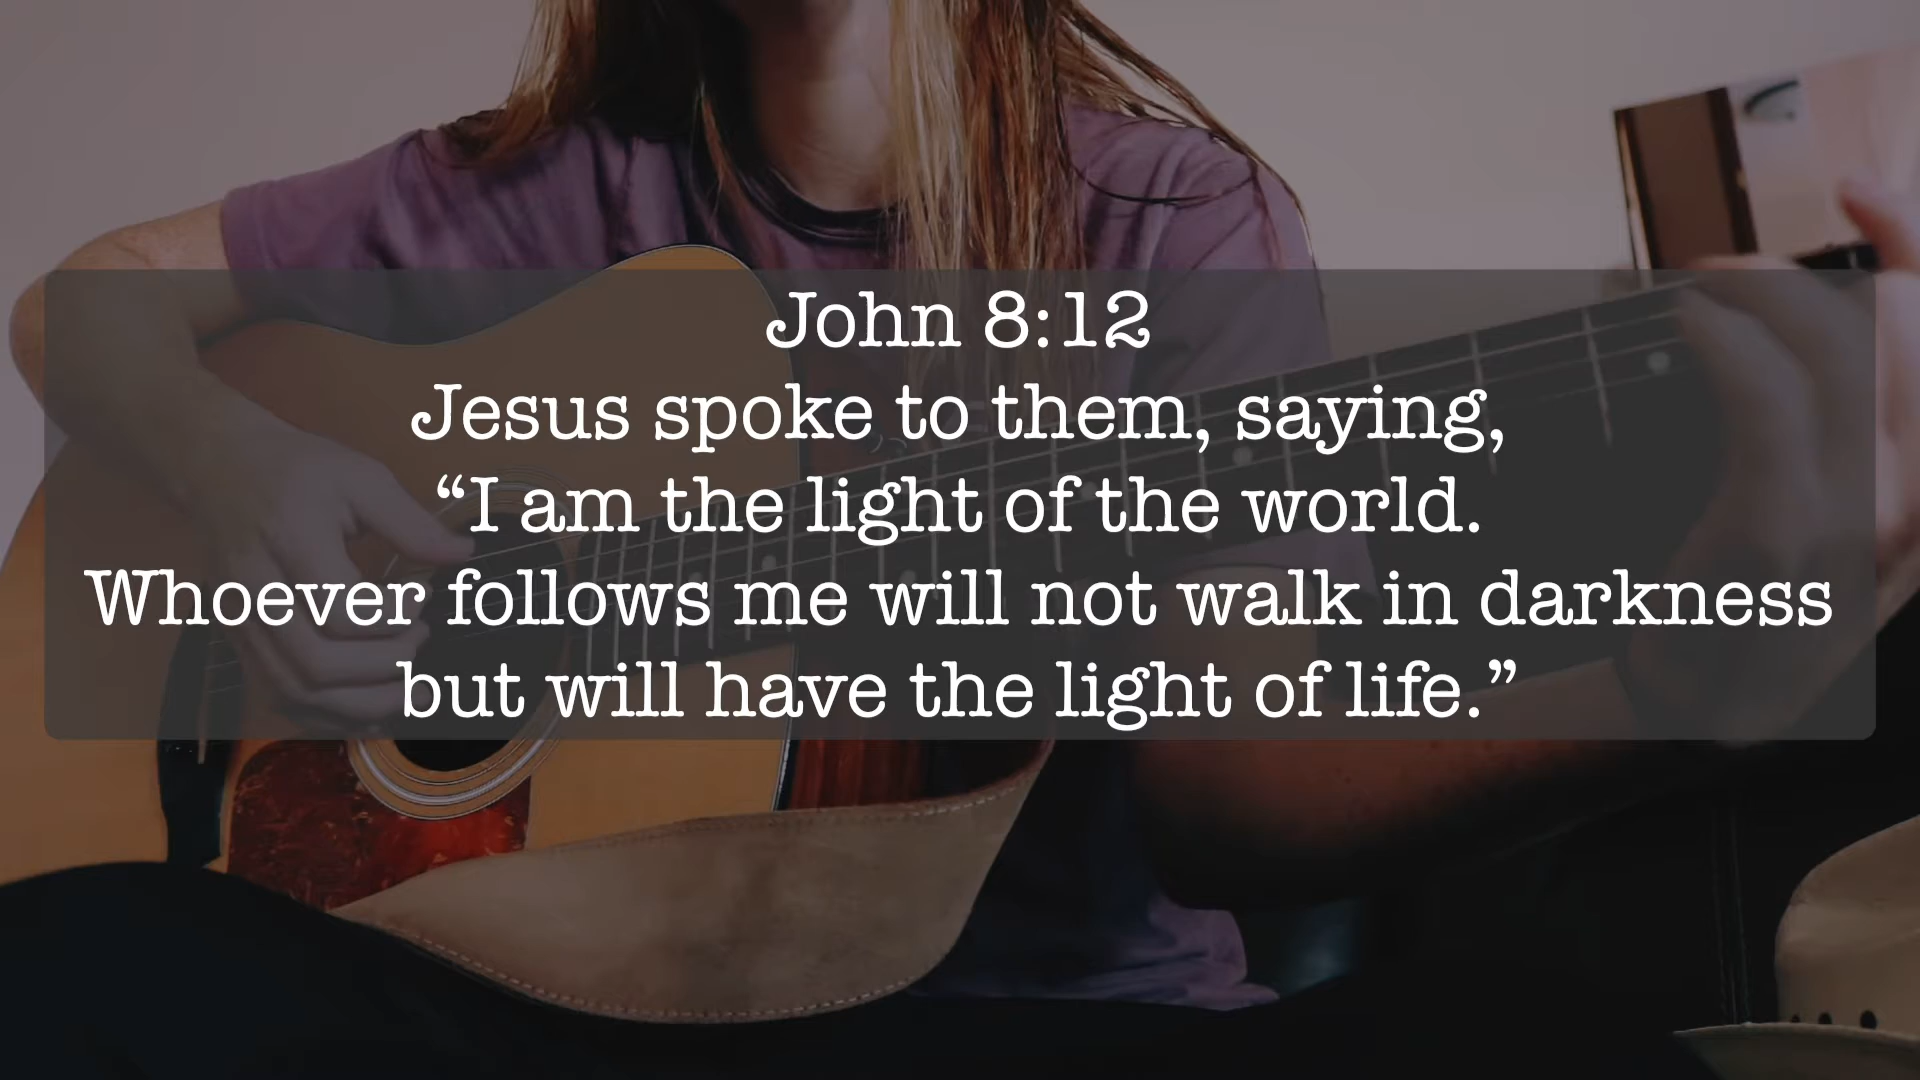 John 8:12
Jesus spoke to them, saying,
“I am the light of the world.
Whoever follows me will not walk in darkness
but will have the light of life.”